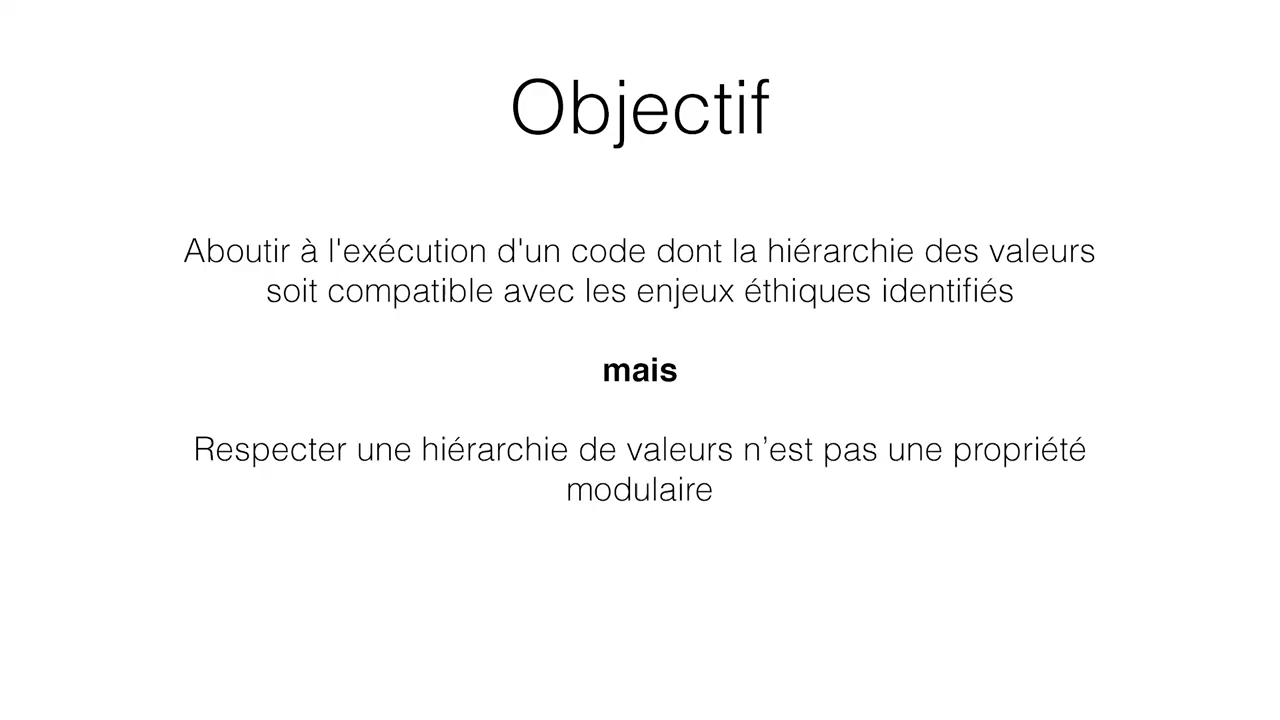 Objectif
Aboutir à l'exécution d'un code dont la hiérarchie des valeurs
soit compatible avec les enjeux éthiques identifiés
mais
Respecter une hiérarchie de valeurs n’est pas une propriété
modulaire